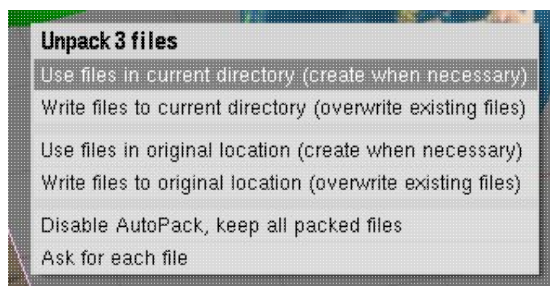 Unpack 3 files
Use files in current directory (create when necessary)
Write files to current directory (overwrite existing files)
Use files in original location (create when necessary)
Write files to original location (overwrite existing files)
Disable AutoPack, keep all packed files
Ask for each file